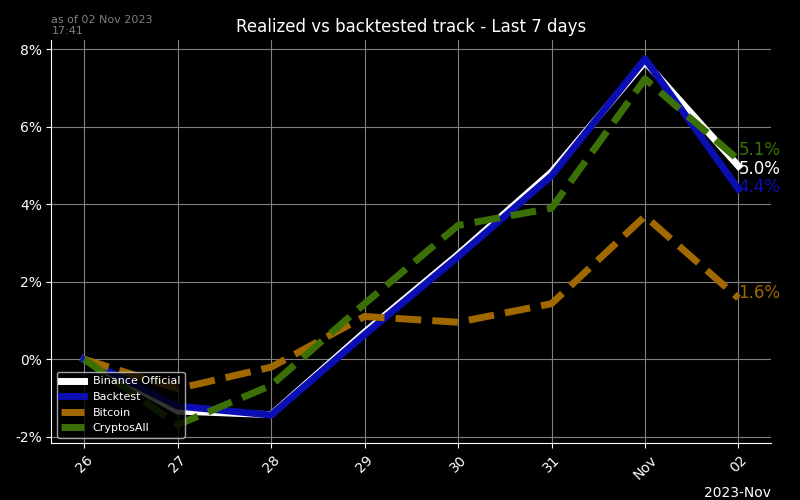 as of 02 Nov 2023
17:41
Realized vs backtested track - Last 7 days
8%
6%
4%
2%
0%
-2%
5.1%
5.0%
4.4%
1.6%
Binance Official
Backtest
Bitcoin
CryptosAll
26
27
28
29
30
31
Nov
02
2023-Nov